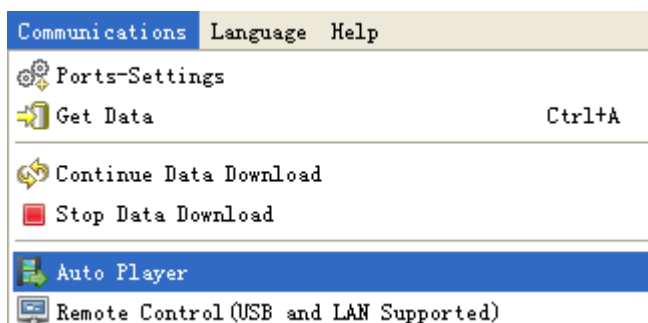 Communications Language Help
Ports-Settings
Get Data Ctrl+A
Continue Data Download
Stop Data Download
Auto Player
Remote Control(USB and LAN Supported)